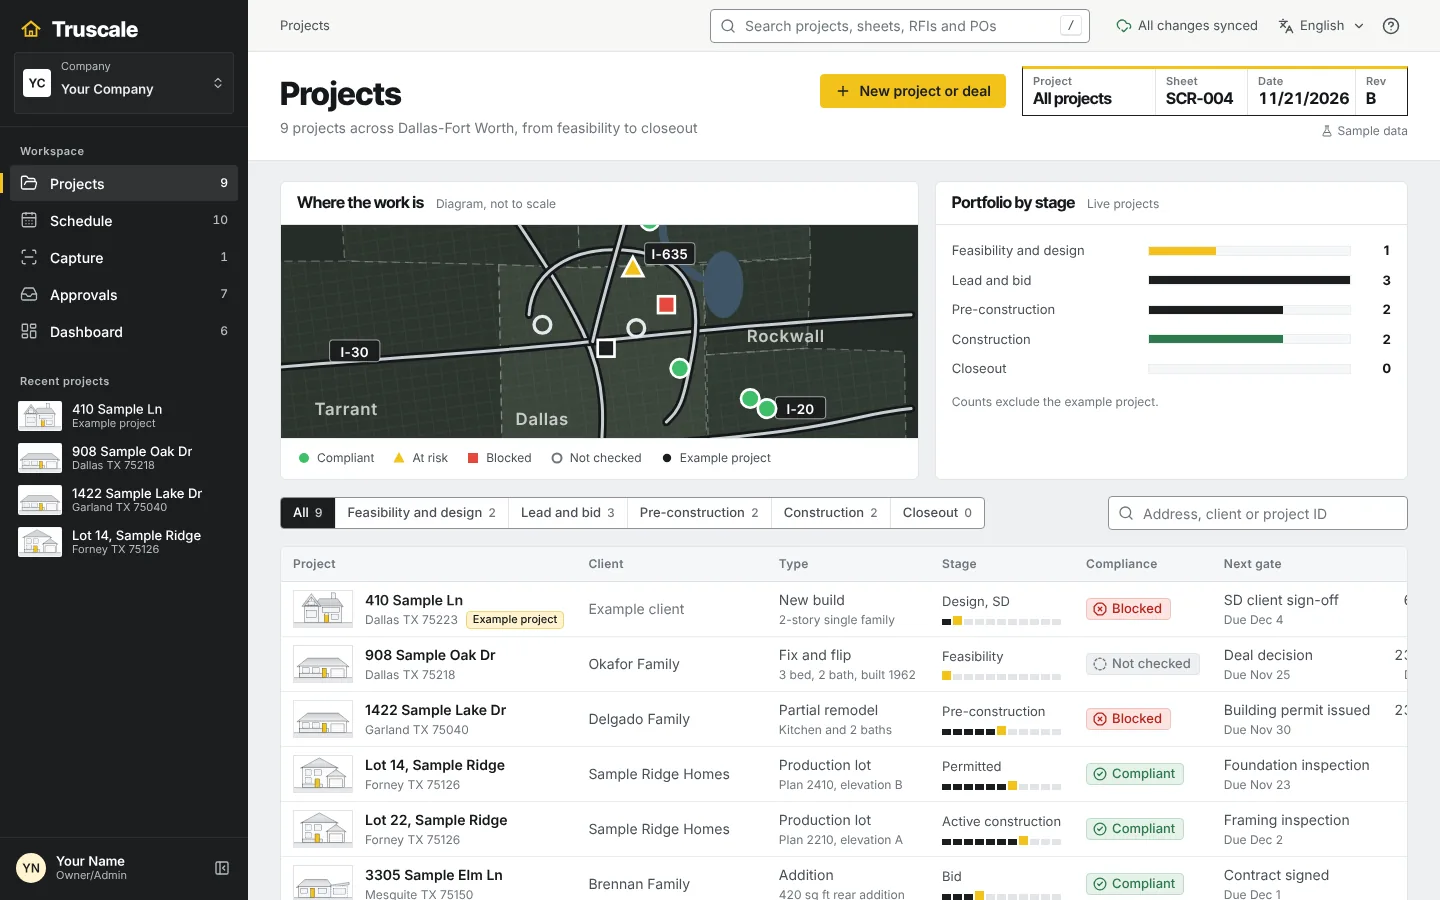 Truscale
YC
Company
Your Company
Workspace
Projects 9
Schedule 10
Capture 1
Approvals 7
Dashboard 6
Recent projects
410 Sample Ln
Example project
908 Sample Oak Dr
Dallas TX 75218
1422 Sample Lake Dr
Garland TX 75040
Lot 14, Sample Ridge
Forney TX 75126
YN
Your Name
Owner/Admin
Projects
Search projects, sheets, RFIs and POs /
All changes synced
English
Projects
9 projects across Dallas-Fort Worth, from feasibility to closeout
+ New project or deal
Project Sheet Date Rev
All projects SCR-004 11/21/2026 B
Sample data
Where the work is Diagram, not to scale
I-635
I-30
Rockwall
Tarrant
Dallas
I-20
Compliant At risk Blocked Not checked Example project
Portfolio by stage Live projects
Feasibility and design 1
Lead and bid 3
Pre-construction 2
Construction 2
Closeout 0
Counts exclude the example project.
All 9 Feasibility and design 2 Lead and bid 3 Pre-construction 2 Construction 2 Closeout 0
Address, client or project ID
Project Client Type Stage Compliance Next gate
410 Sample Ln
Dallas TX 75223 Example project
Example client
New build
2-story single family
Design, SD
Blocked
SD client sign-off
Due Dec 4
908 Sample Oak Dr
Dallas TX 75218
Okafor Family
Fix and flip
3 bed, 2 bath, built 1962
Feasibility
Not checked
Deal decision
Due Nov 25
1422 Sample Lake Dr
Garland TX 75040
Delgado Family
Partial remodel
Kitchen and 2 baths
Pre-construction
Blocked
Building permit issued
Due Nov 30
Lot 14, Sample Ridge
Forney TX 75126
Sample Ridge Homes
Production lot
Plan 2410, elevation B
Permitted
Compliant
Foundation inspection
Due Nov 23
Lot 22, Sample Ridge
Forney TX 75126
Sample Ridge Homes
Production lot
Plan 2210, elevation A
Active construction
Compliant
Framing inspection
Due Dec 2
3305 Sample Elm Ln
Mesquite TX 75150
Brennan Family
Addition
420 sq ft rear addition
Bid
Compliant
Contract signed
Due Dec 1